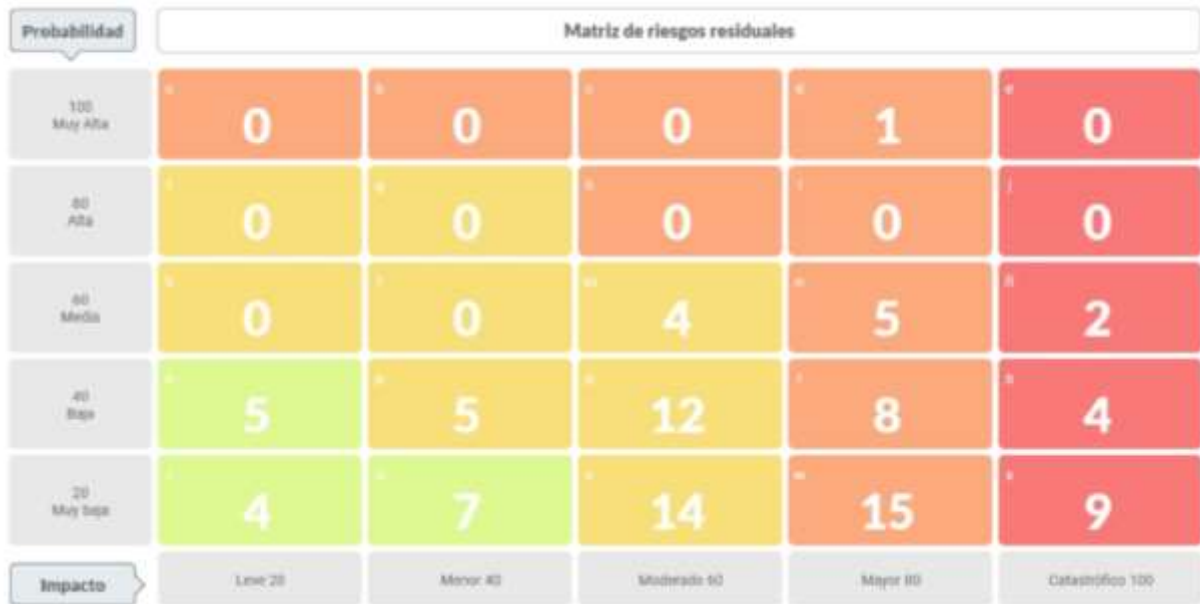 Probabilidad
Matriz de riesgos residuales
100
Muy Alta
0
0
0
d
1
e
0
80
Alta
0
0
0
0
j
0
60
Media
0
0
m
4
5
ñ
2
40
Baja
5
5
12
8
4
20
Muy baja
4
7
14
15
9
Impacto
Leve 20
Menor 40
Moderado 60
Mayor 80
Catastrófico 100